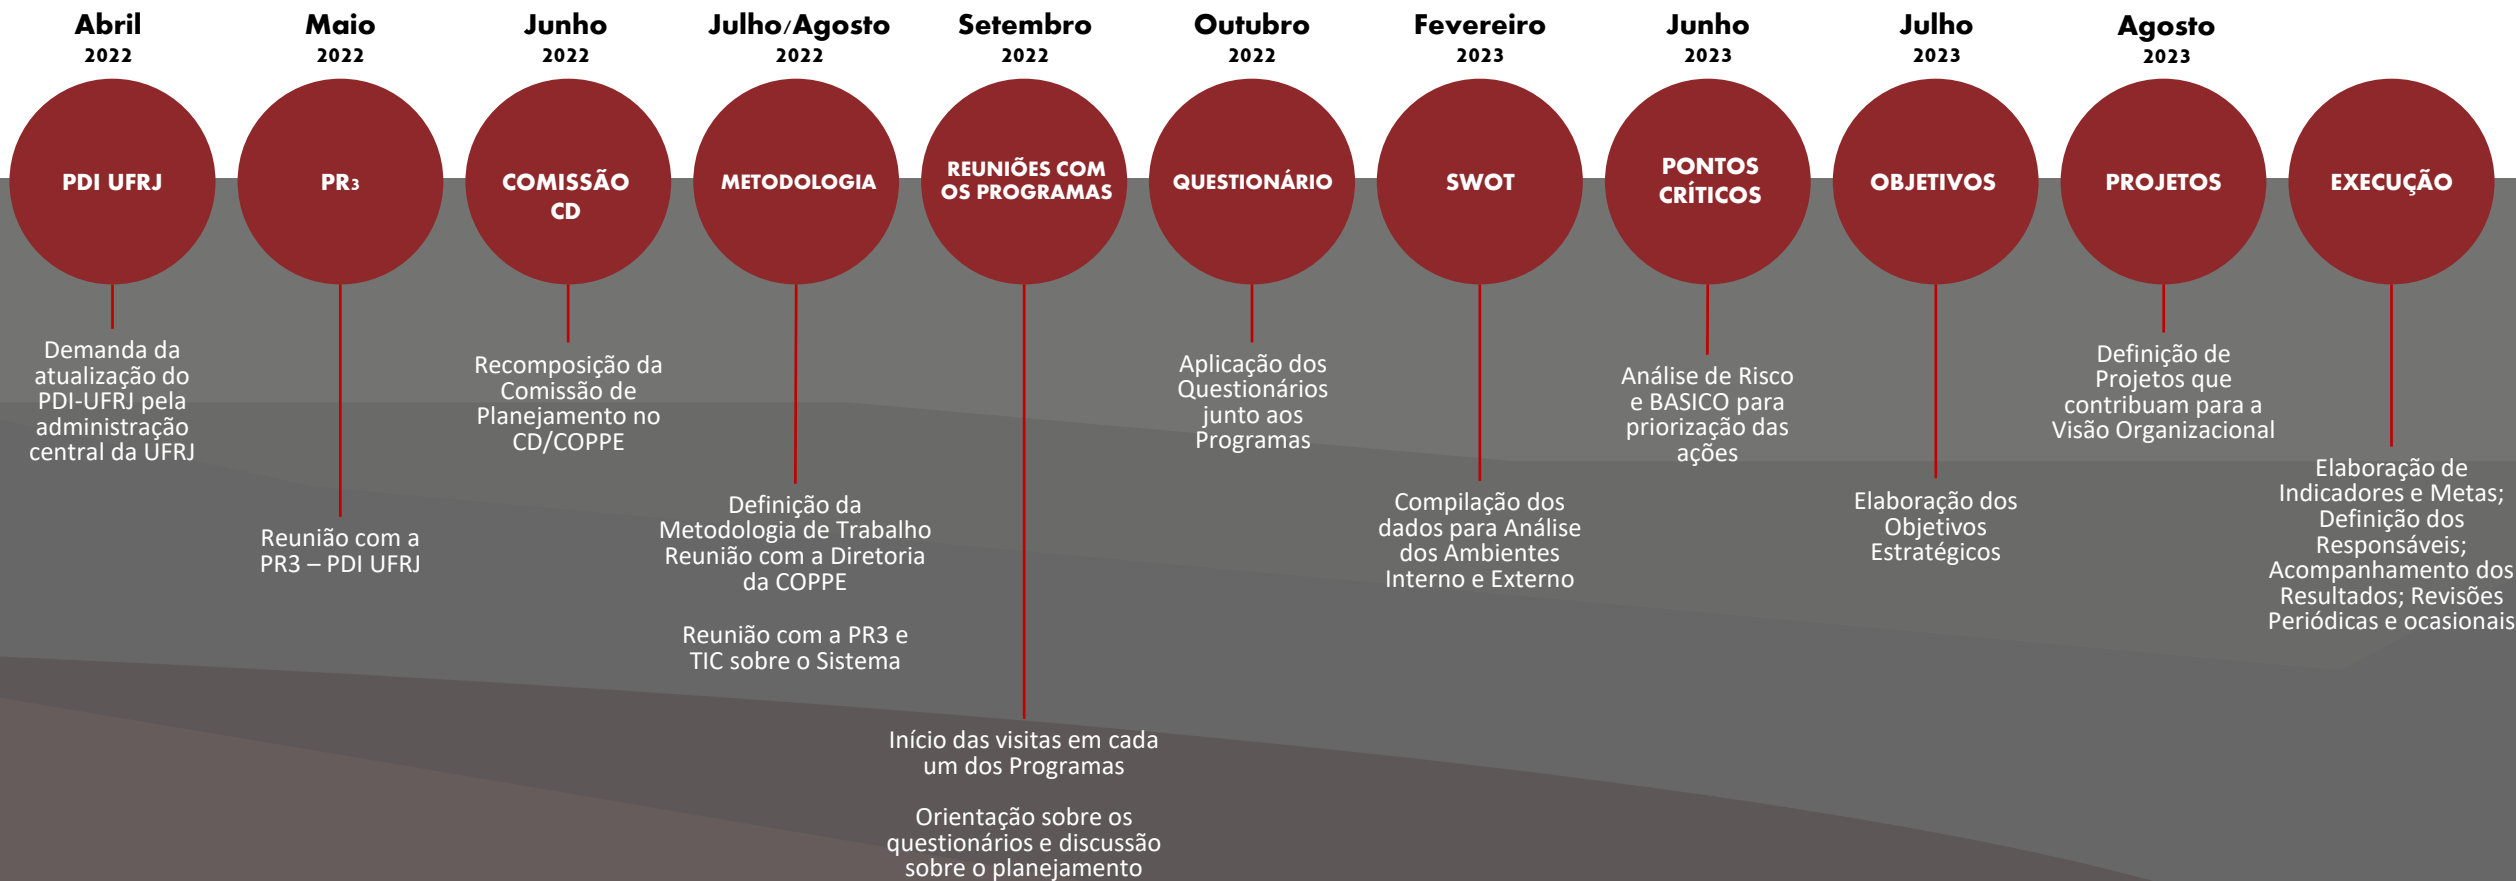 Abril
2022
PDI UFRJ
Demanda da
atualização do
PDI-UFRJ pela
administração
central da UFRJ
Maio
2022
PR3
Reunião com a
PR3 – PDI UFRJ
Junho
2022
COMISSÃO
CD
Recomposição da
Comissão de
Planejamento no
CD/COPPE
Julho/Agosto
2022
METODOLOGIA
Definição da
Metodologia de Trabalho
Reunião com a Diretoria
da COPPE
Reunião com a PR3 e
TIC sobre o Sistema
Setembro
2022
REUNIÕES COM
OS PROGRAMAS
Início das visitas em cada
um dos Programas
Orientação sobre os
questionários e discussão
sobre o planejamento
Outubro
2022
QUESTIONÁRIO
Aplicação dos
Questionários
junto aos
Programas
Fevereiro
2023
SWOT
Compilação dos
dados para Análise
dos Ambientes
Interno e Externo
Junho
2023
PONTOS
CRÍTICOS
Análise de Risco
e BASICO para
priorização das
ações
Julho
2023
OBJETIVOS
Elaboração dos
Objetivos
Estratégicos
Agosto
2023
PROJETOS
Definição de
Projetos que
contribuam para a
Visão Organizacional
EXECUÇÃO
Elaboração de
Indicadores e Metas;
Definição dos
Responsáveis;
Acompanhamento dos
Resultados; Revisões
Periódicas e ocasionais